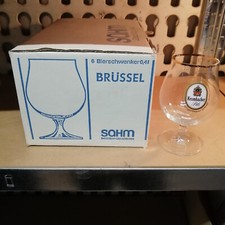 6 Bierschwenker 0,4 l
BRÜSSEL
sahm
Krombacher